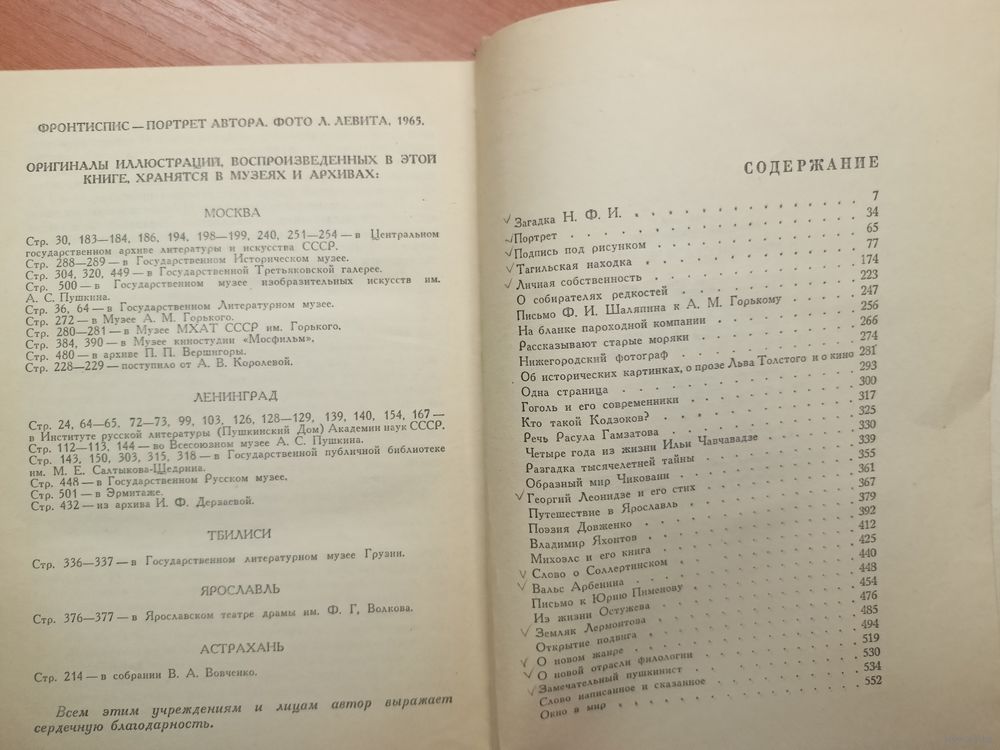 ФРОНТИСПИС — ПОРТРЕТ АВТОРА. ФОТО Л. ЛЕВИТА, 1965.
ОРИГИНАЛЫ ИЛЛЮСТРАЦИЙ, ВОСПРОИЗВЕДЕННЫХ В ЭТОЙ
КНИГЕ, ХРАНЯТСЯ В МУЗЕЯХ И АРХИВАХ:
МОСКВА
Стр. 30, 183—184, 186, 194, 198—199, 240, 251—254 — в Центральном
государственном архиве литературы и искусства СССР.
Стр. 288—289 — в Государственном Историческом музее.
Стр. 304, 320, 449 — в Государственной Третьяковской галерее.
Стр. 500 — в Государственном музее изобразительных искусств им.
А. С. Пушкина.
Стр. 36, 64 — в Государственном Литературном музее.
Стр. 272 — в Музее А. М. Горького.
Стр. 280—281 — в Музее МХАТ СССР им. Горького.
Стр. 384, 390 — в Музее киностудии «Мосфильм».
Стр. 480 — в архиве П. П. Вершигоры.
Стр. 228—229 — поступило от А. В. Королевой.
ЛЕНИНГРАД
Стр. 24, 64—65, 72—73, 99, 103, 126, 128—129, 139, 140, 154, 167 —
в Институте русской литературы (Пушкинский Дом) Академии наук СССР.
Стр. 112—113, 144 — во Всесоюзном музее А. С. Пушкина.
Стр. 143, 150, 303, 315, 318 — в Государственной публичной библиотеке
им. М. Е. Салтыкова-Щедрина.
Стр. 448 — в Государственном Русском музее.
Стр. 501 — в Эрмитаже.
Стр. 432 — из архива И. Ф. Дерзаевой.
ТБИЛИСИ
Стр. 336—337 — в Государственном литературном музее Грузии.
ЯРОСЛАВЛЬ
Стр. 376—377 — в Ярославском театре драмы им. Ф. Г. Волкова.
АСТРАХАНЬ
Стр. 214 — в собрании В. А. Вовченко.
Всем этим учреждениям и лицам автор выражает
сердечную благодарность.
СОДЕРЖАНИЕ
Загадка Н. Ф. И. 7
Портрет 34
Подпись под рисунком 65
Тагильская находка 77
Личная собственность 174
О собирателях редкостей 223
Письмо Ф. И. Шаляпина к А. М. Горькому 247
На бланке пароходной компании 256
Рассказывают старые моряки 266
Нижегородский фотограф 274
Об исторических картинках, о прозе Льва Толстого и о кино 281
Одна страница 293
Гоголь и его современники 300
Кто такой Кодзоков? 317
Речь Расула Гамзатова 325
Четыре года из жизни Ильи Чавчавадзе 330
Разгадка тысячелетней тайны 339
Образный мир Чиковани 355
Георгий Леонидзе и его стих 361
Путешествие в Ярославль 367
Поэзия Довженко 379
Владимир Яхонтов 392
Михоэлс и его книга 412
Слово о Соллертинском 425
Вальс Арбенина 440
Письмо к Юрию Пименову 448
Из жизни Остужева 454
Земляк Лермонтова 476
Открытие подвига 485
О новом жанре 494
О новой отрасли филологии 519
Замечательный пушкинист 530
Слово написанное и сказанное 534
Окно в мир 552